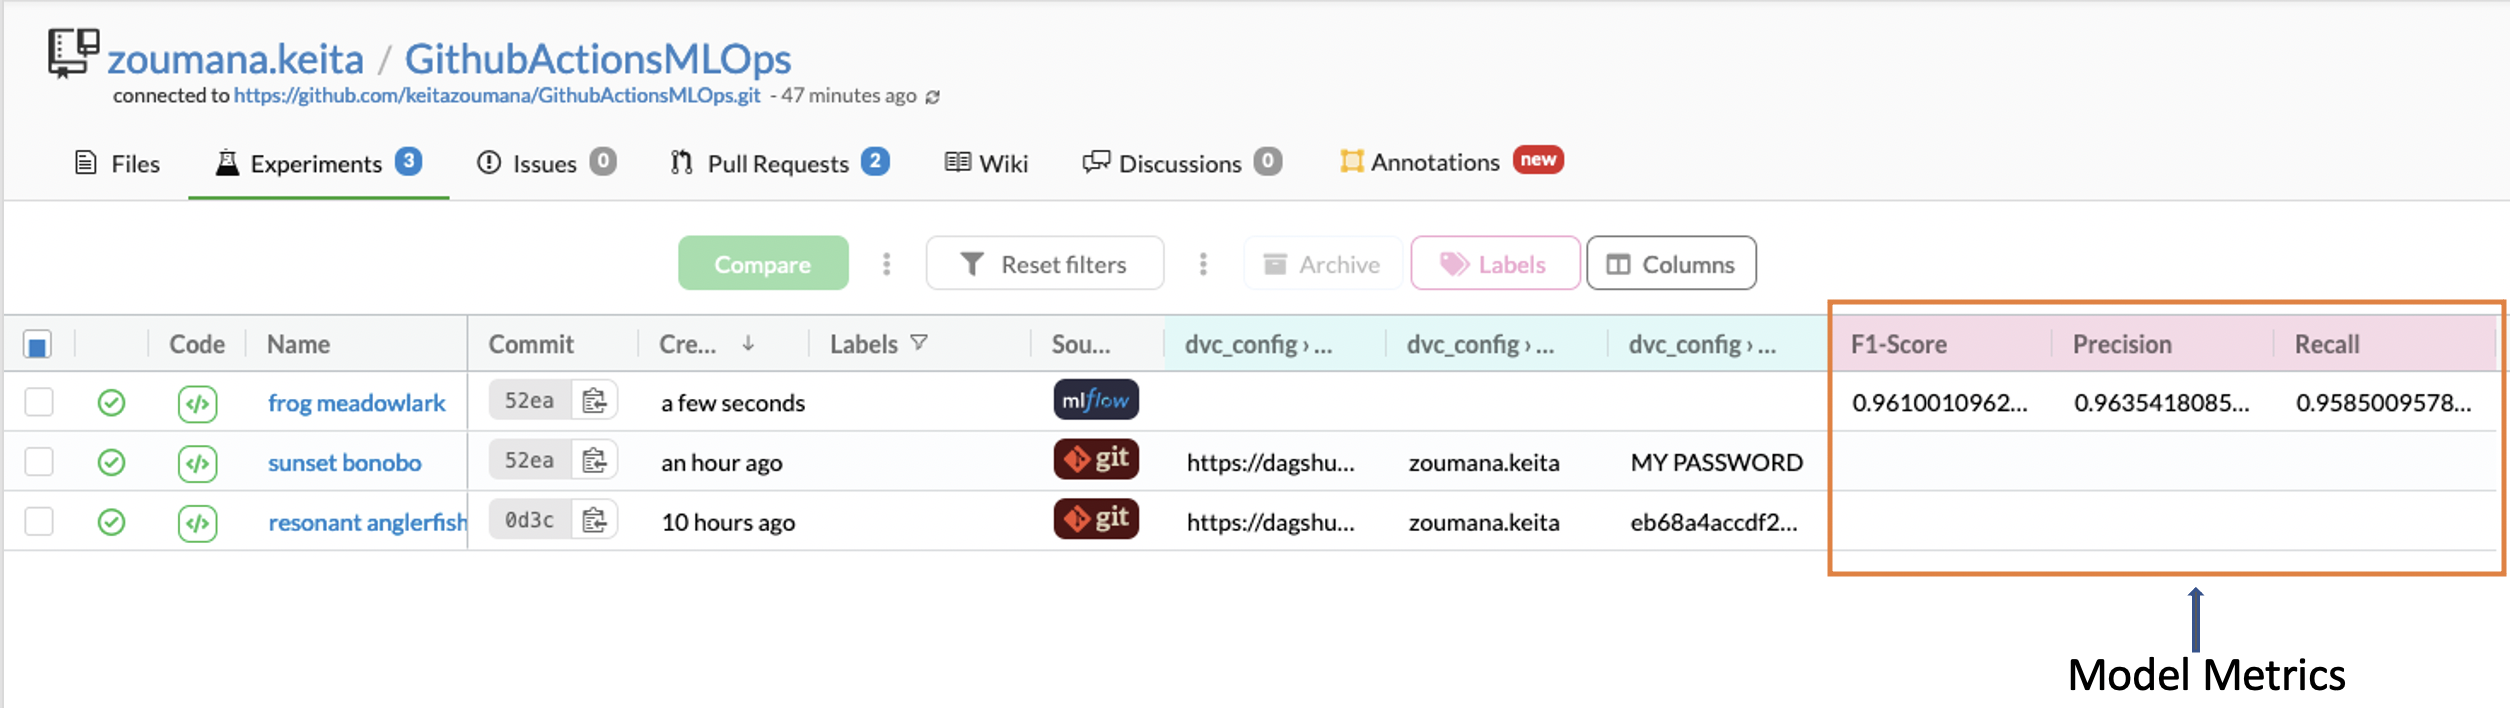 zoumana.keita / GithubActionsMLOps
connected to https://github.com/keitazoumana/GithubActionsMLOps.git - 47 minutes ago
Files Experiments 3 Issues 0 Pull Requests 2 Wiki Discussions 0 Annotations new
Compare Reset filters Archive Labels Columns
Code Name Commit Cre... Labels Sou... dvc_config › ... dvc_config › ... dvc_config › ... F1-Score Precision Recall
frog meadowlark 52ea a few seconds mlflow 0.9610010962... 0.9635418085... 0.9585009578...
sunset bonobo 52ea an hour ago git https://dagshu... zoumana.keita MY PASSWORD
resonant anglerfish 0d3c 10 hours ago git https://dagshu... zoumana.keita eb68a4accdf2...
Model Metrics